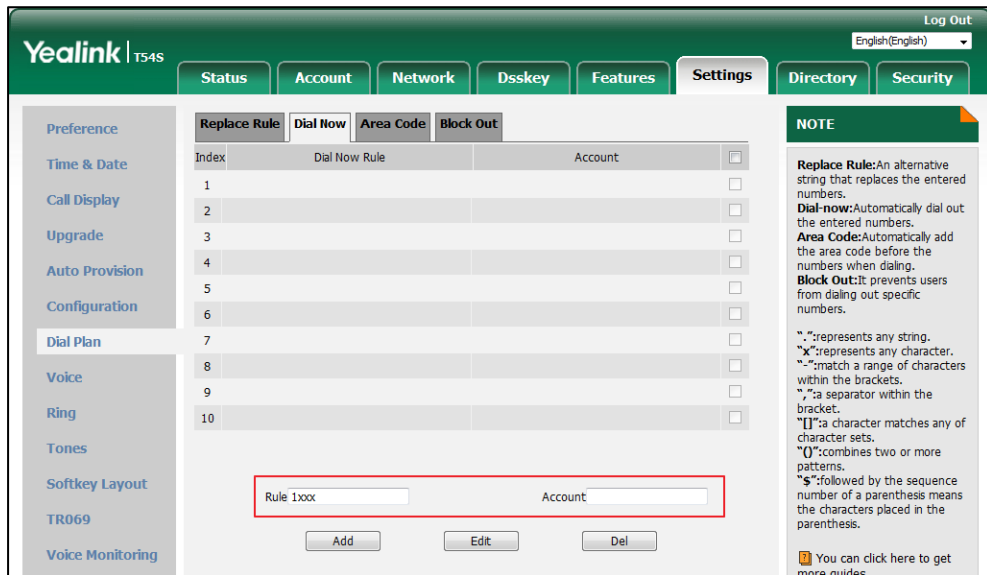 Log Out
Yealink | T54S
English(English)
Status Account Network Dsskey Features Settings Directory Security
Preference
Time & Date
Call Display
Upgrade
Auto Provision
Configuration
Dial Plan
Voice
Ring
Tones
Softkey Layout
TR069
Voice Monitoring
Replace Rule Dial Now Area Code Block Out
Index Dial Now Rule Account
1
2
3
4
5
6
7
8
9
10
Rule 1xxx Account
Add Edit Del
NOTE
Replace Rule:An alternative
string that replaces the entered
numbers.
Dial-now:Automatically dial out
the entered numbers.
Area Code:Automatically add
the area code before the
numbers when dialing.
Block Out:It prevents users
from dialing out specific
numbers.
".":represents any string.
"x":represents any character.
"-":match a range of characters
within the brackets.
",":a separator within the
bracket.
"[]":a character matches any of
character sets.
"()":combines two or more
patterns.
"$":followed by the sequence
number of a parenthesis means
the characters placed in the
parenthesis.
You can click here to get
more guides